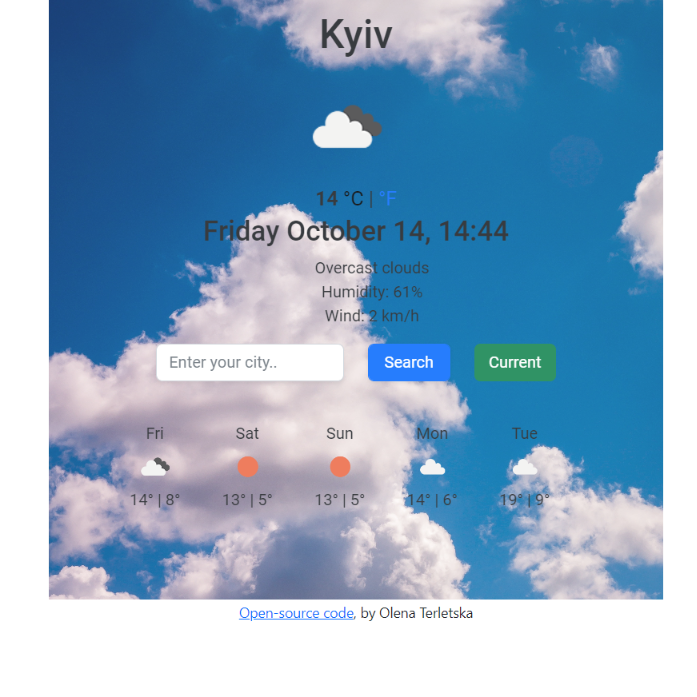 Kyiv
14 °C | °F
Friday October 14, 14:44
Overcast clouds
Humidity: 61%
Wind: 2 km/h
Enter your city..
Search
Current
Fri Sat Sun Mon Tue
14° | 8° 13° | 5° 13° | 5° 14° | 6° 19° | 9°
Open-source code, by Olena Terletska